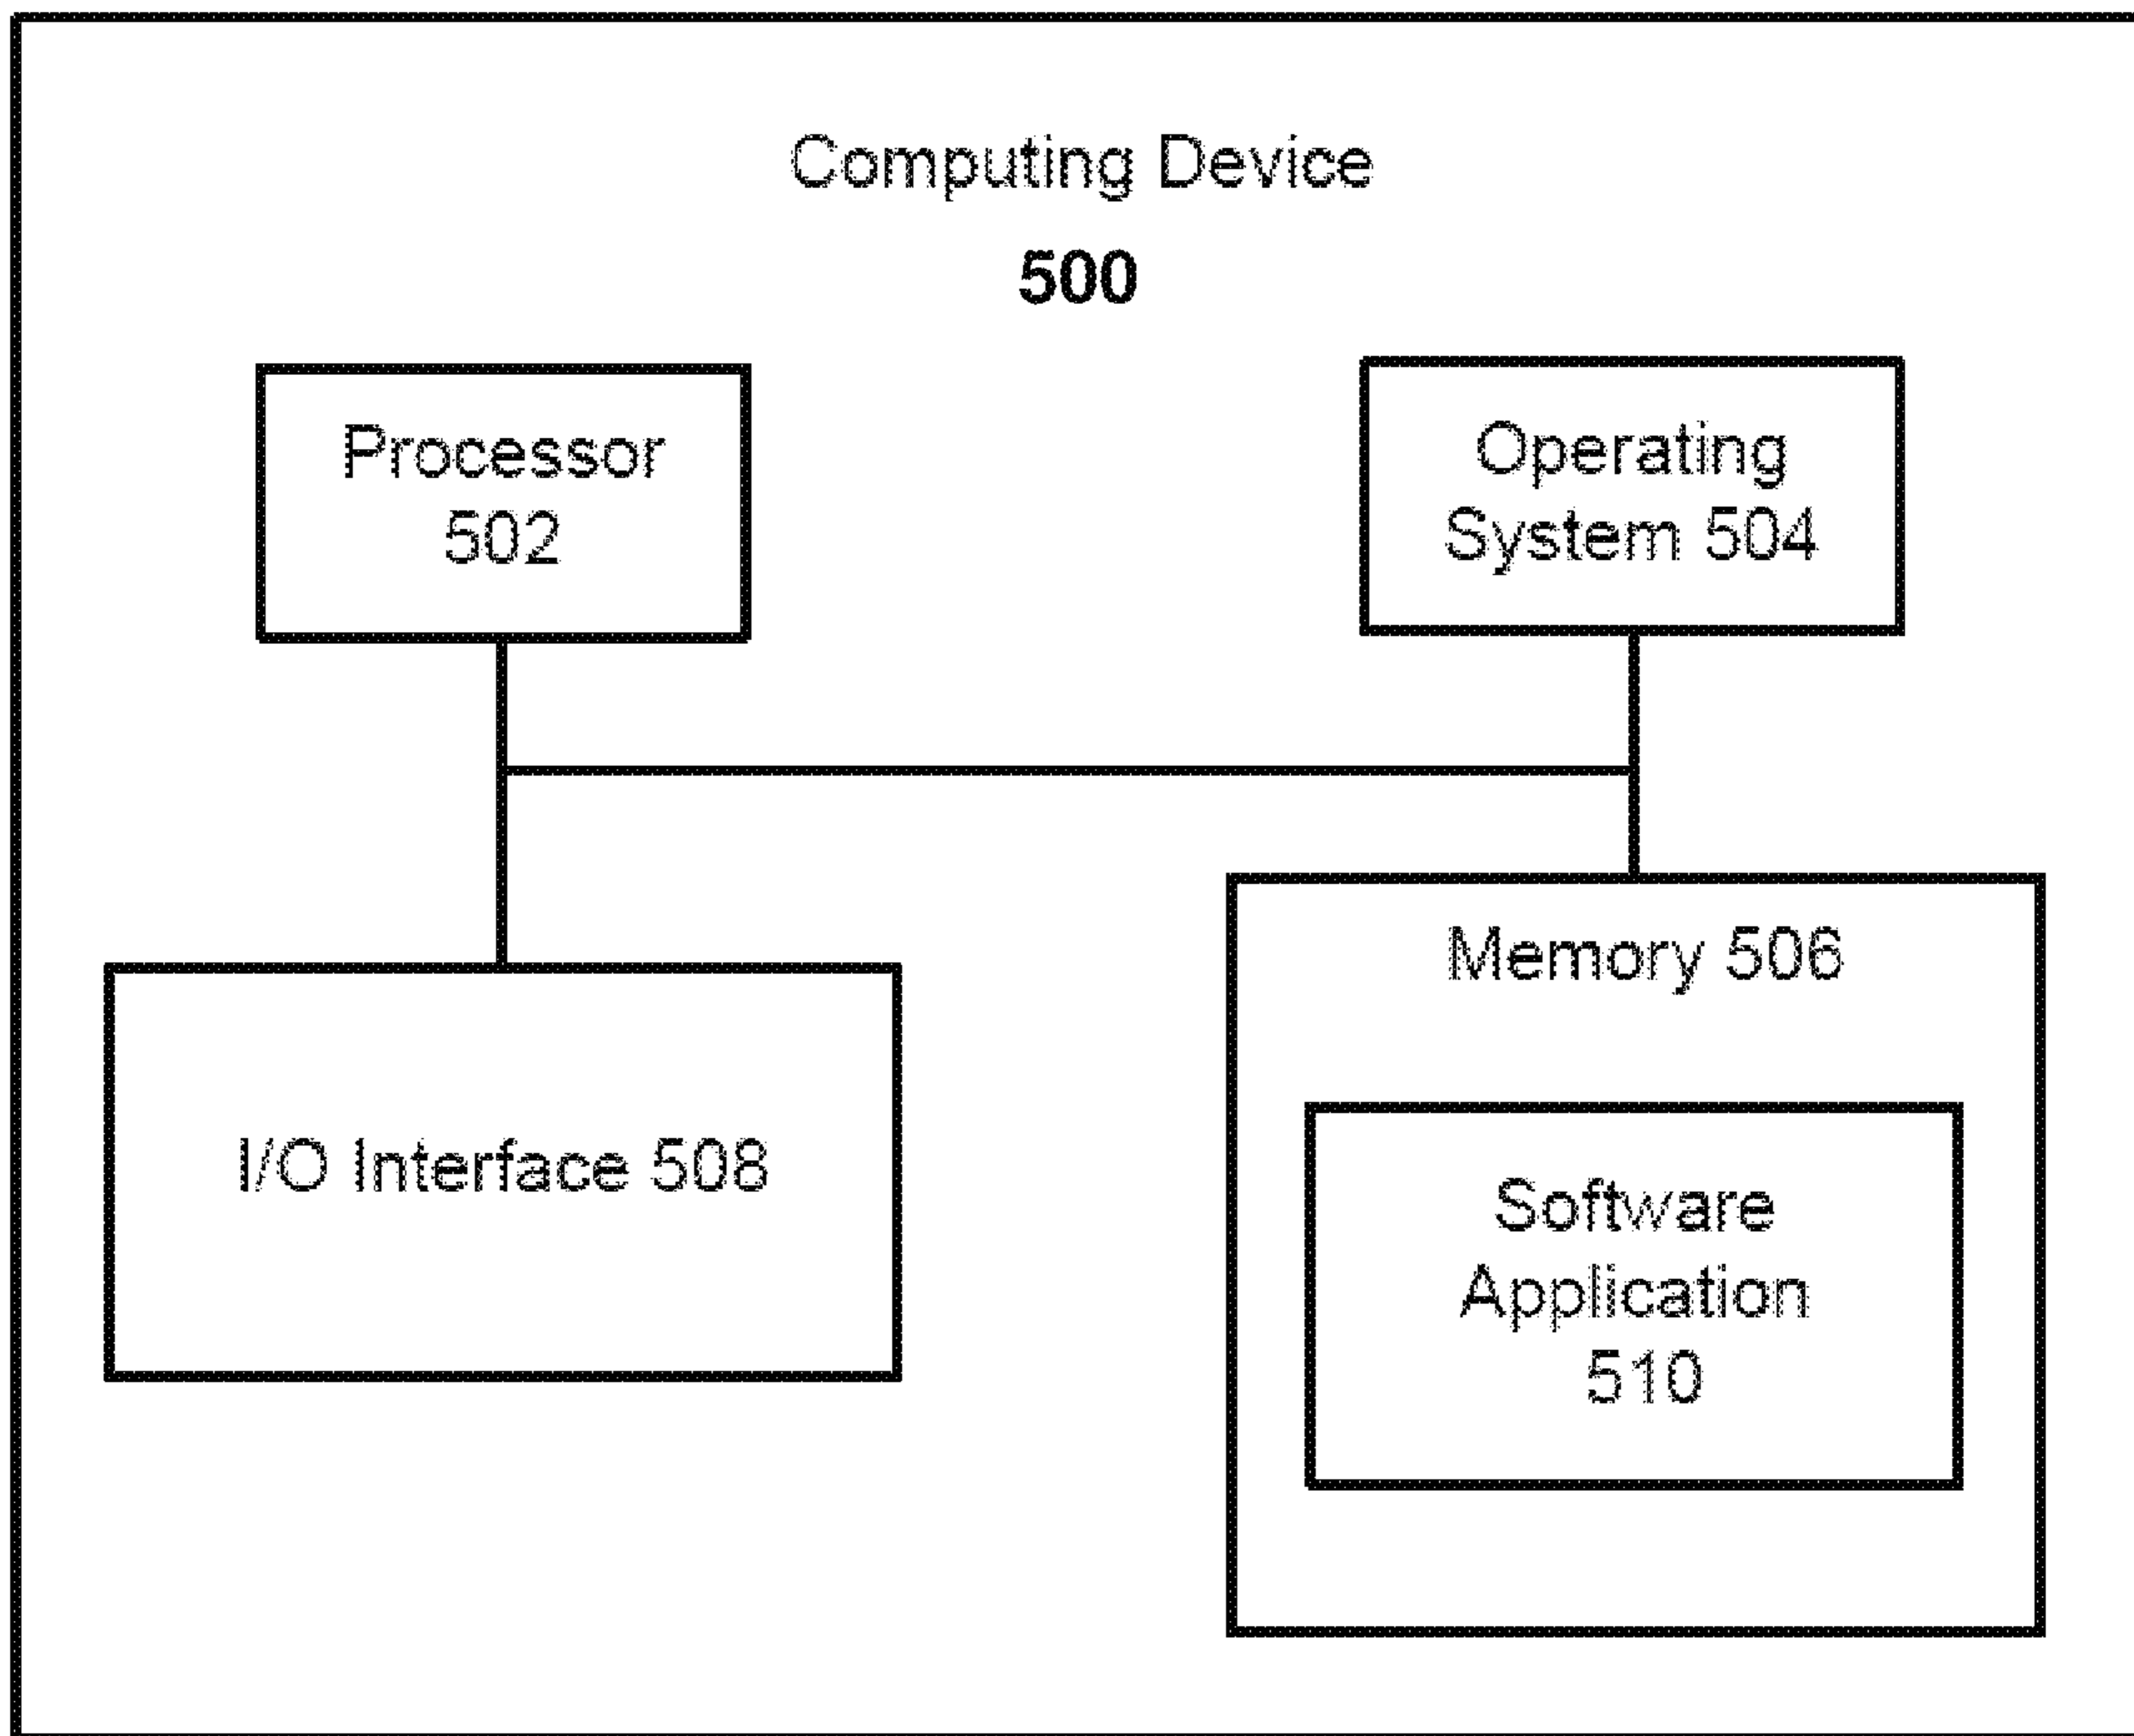 Computing Device
500
Processor
502
Operating
System 504
I/O Interface 508
Memory 506
Software
Application
510